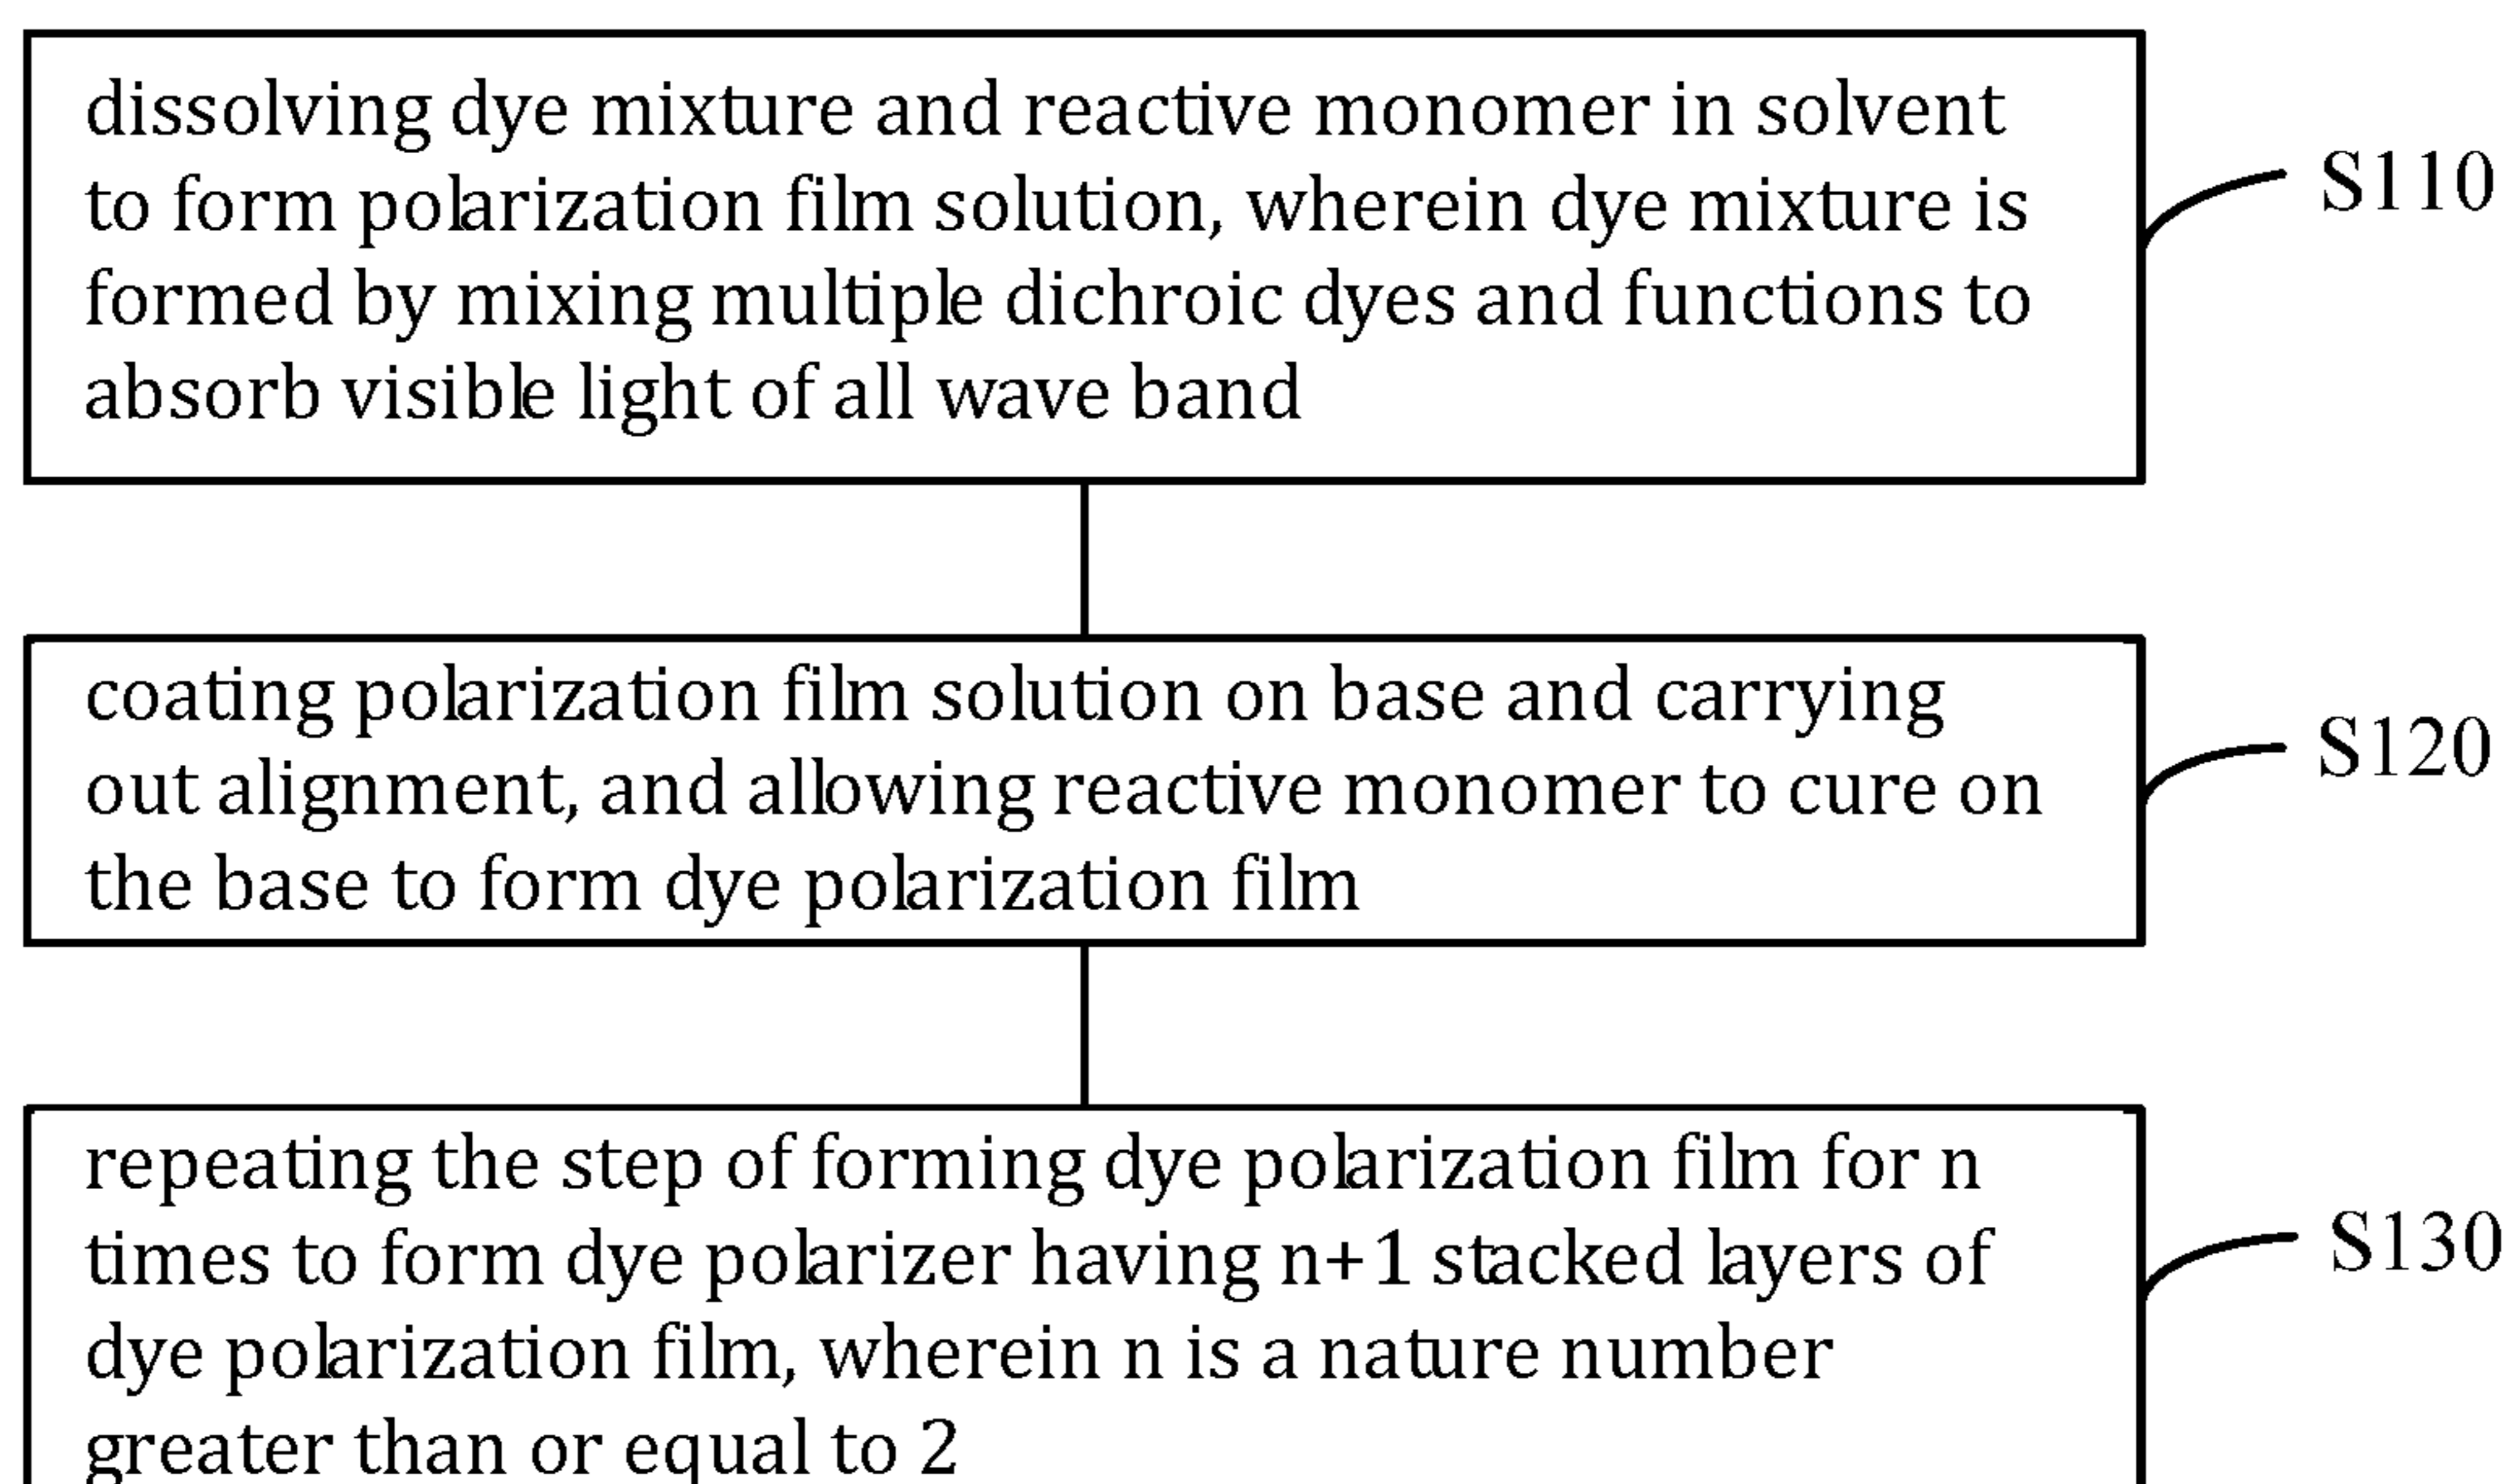 dissolving dye mixture and reactive monomer in solvent
to form polarization film solution, wherein dye mixture is
formed by mixing multiple dichroic dyes and functions to
absorb visible light of all wave band
S110
coating polarization film solution on base and carrying
out alignment, and allowing reactive monomer to cure on
the base to form dye polarization film
S120
repeating the step of forming dye polarization film for n
times to form dye polarizer having n+1 stacked layers of
dye polarization film, wherein n is a nature number
greater than or equal to 2
S130